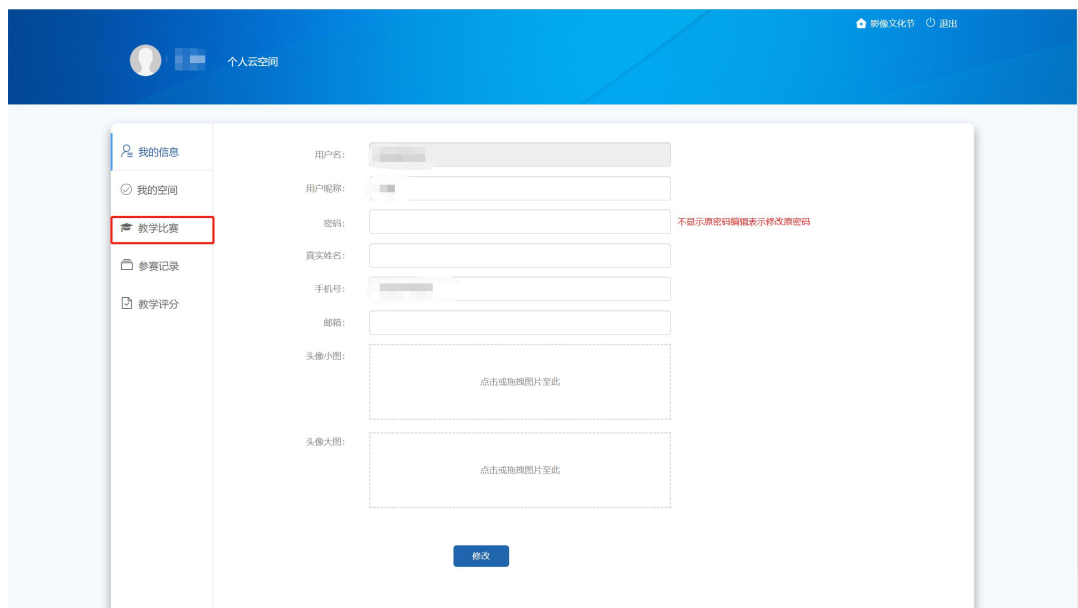 影像文化节 退出
个人云空间
我的信息
我的空间
教学比赛
参赛记录
教学评分
用户名:
用户昵称:
密码:
不显示原密码编辑表示修改原密码
真实姓名:
手机号:
邮箱:
头像小图:
点击或拖拽图片至此
头像大图:
点击或拖拽图片至此
修改